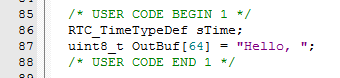 85 /* USER CODE BEGIN 1 */
86 RTC_TimeTypeDef sTime;
87 uint8_t OutBuf[64] = "Hello, ";
88 /* USER CODE END 1 */